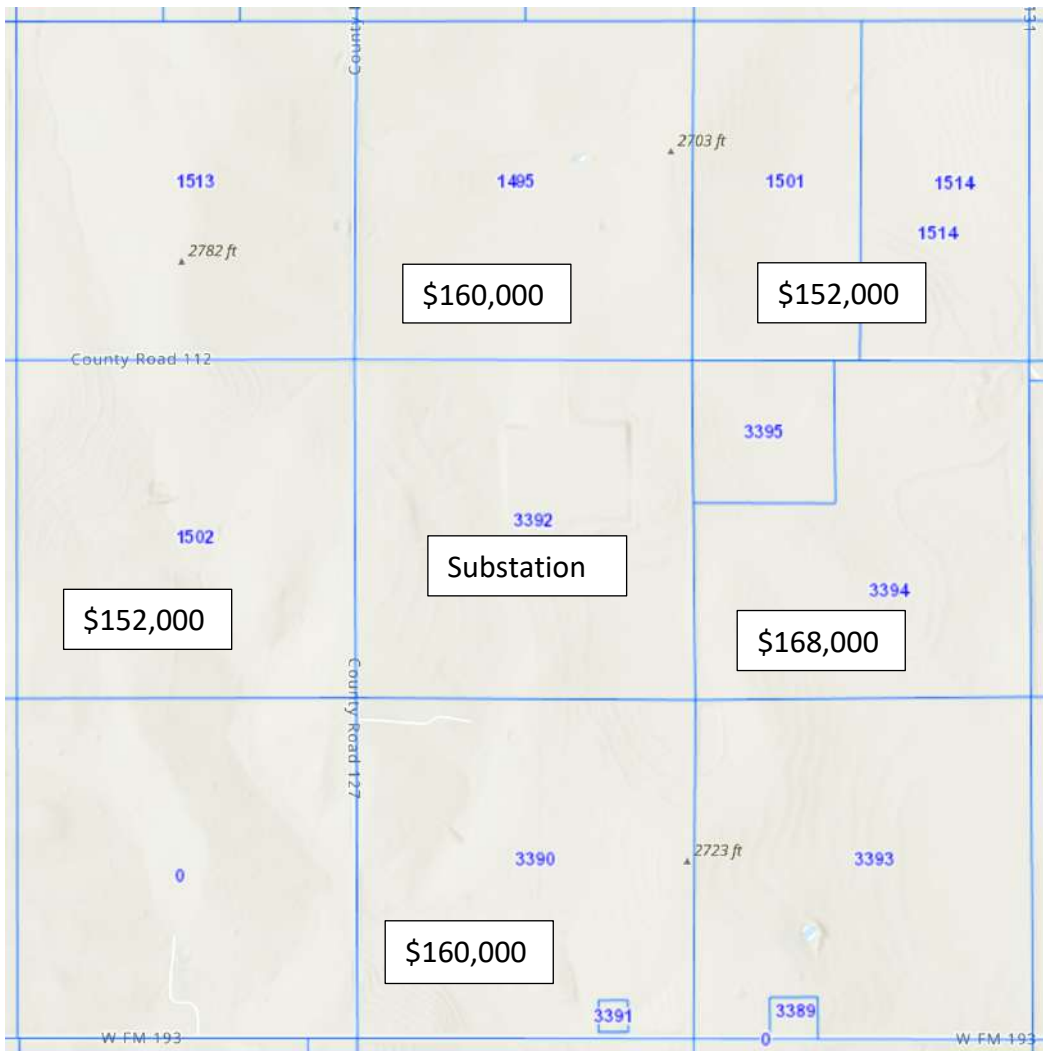 County
131
2703 ft
1513
1495
1501
1514
1514
2782 ft
$160,000
$152,000
County Road 112
3395
3392
1502
Substation
3394
$152,000
$168,000
County Road 127
2723 ft
3390
3393
0
$160,000
3391
3389
W FM 193
0
W FM 193